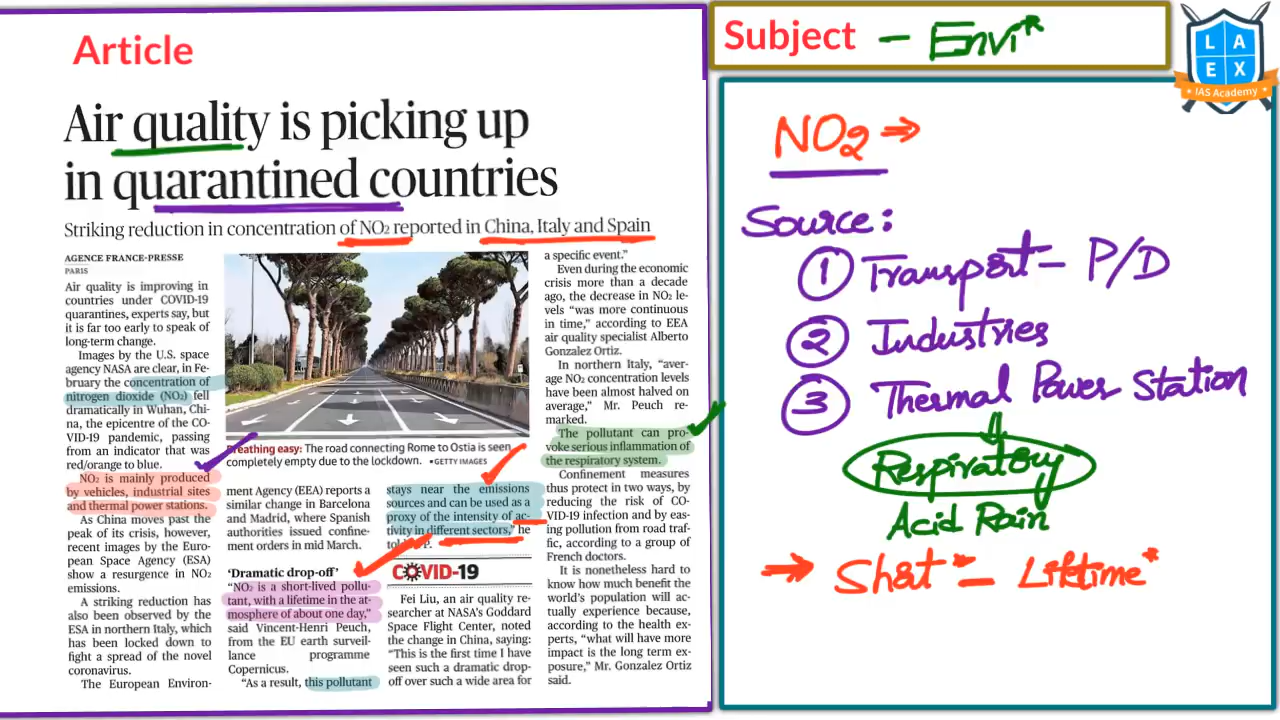 Article
Air quality is picking up
in quarantined countries
Striking reduction in concentration of NO₂ reported in China, Italy and Spain
AGENCE FRANCE-PRESSE
PARIS
Air quality is improving in
countries under COVID-19
quarantines, experts say, but
it is far too early to speak of
long-term change.
Images by the U.S. space
agency NASA are clear, in Fe-
bruary the concentration of
nitrogen dioxide (NO₂) fell
dramatically in Wuhan, Chi-
na, the epicentre of the CO-
VID-19 pandemic, passing
from an indicator that was
red/orange to blue.
NO₂ is mainly produced
by vehicles, industrial sites
and thermal power stations.
As China moves past the
peak of its crisis, however,
recent images by the Euro-
pean Space Agency (ESA)
show a resurgence in NO₂
emissions.
A striking reduction has
also been observed by the
ESA in northern Italy, which
has been locked down to
fight a spread of the novel
coronavirus.
The European Environ-
Breathing easy: The road connecting Rome to Ostia is seen
completely empty due to the lockdown. •GETTY IMAGES
ment Agency (EEA) reports a
similar change in Barcelona
and Madrid, where Spanish
authorities issued confine-
ment orders in mid March.
'Dramatic drop-off'
"NO₂ is a short-lived pollu-
tant, with a lifetime in the at-
mosphere of about one day,"
said Vincent-Henri Peuch,
from the EU earth surveil-
lance programme
Copernicus.
"As a result, this pollutant
stays near the emissions
sources and can be used as a
proxy of the intensity of ac-
tivity in different sectors," he
told AFP.
COVID-19
Fei Liu, an air quality re-
searcher at NASA's Goddard
Space Flight Center, noted
the change in China, saying:
"This is the first time I have
seen such a dramatic drop-
off over such a wide area for
a specific event."
Even during the economic
crisis more than a decade
ago, the decrease in NO₂ le-
vels "was more continuous
in time," according to EEA
air quality specialist Alberto
Gonzalez Ortiz.
In northern Italy, "aver-
age NO₂ concentration levels
have been almost halved on
average," Mr. Peuch re-
marked.
The pollutant can pro-
voke serious inflammation of
the respiratory system.
Confinement measures
thus protect in two ways, by
reducing the risk of CO-
VID-19 infection and by eas-
ing pollution from road traf-
fic, according to a group of
French doctors.
It is nonetheless hard to
know how much benefit the
world's population will ac-
tually experience because,
according to the health ex-
perts, "what will have more
impact is the long term ex-
posure," Mr. Gonzalez Ortiz
said.
Subject - Envi*
LAEX
IAS Academy
NO2 ⇒
Source:
① Transport - P/D
② Industries
③ Thermal Power Station
Respiratory
Acid Rain
→ Short* - Lifetime*